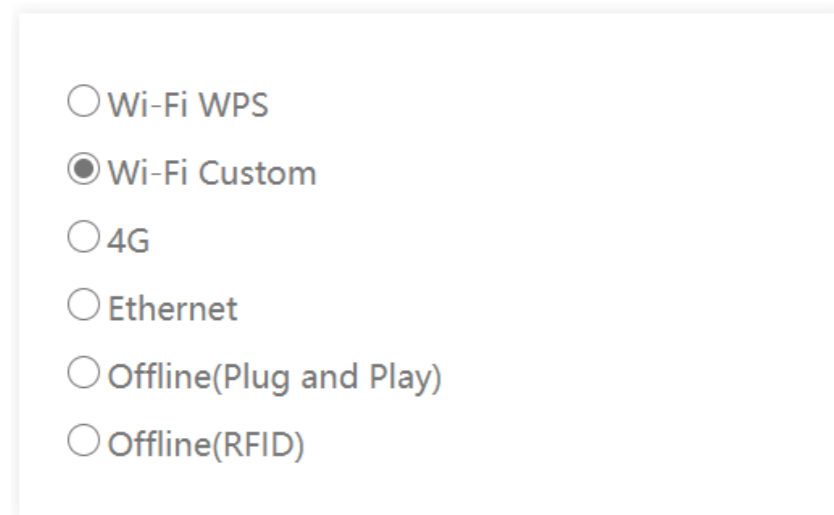 Wi-Fi WPS
Wi-Fi Custom
4G
Ethernet
Offline(Plug and Play)
Offline(RFID)